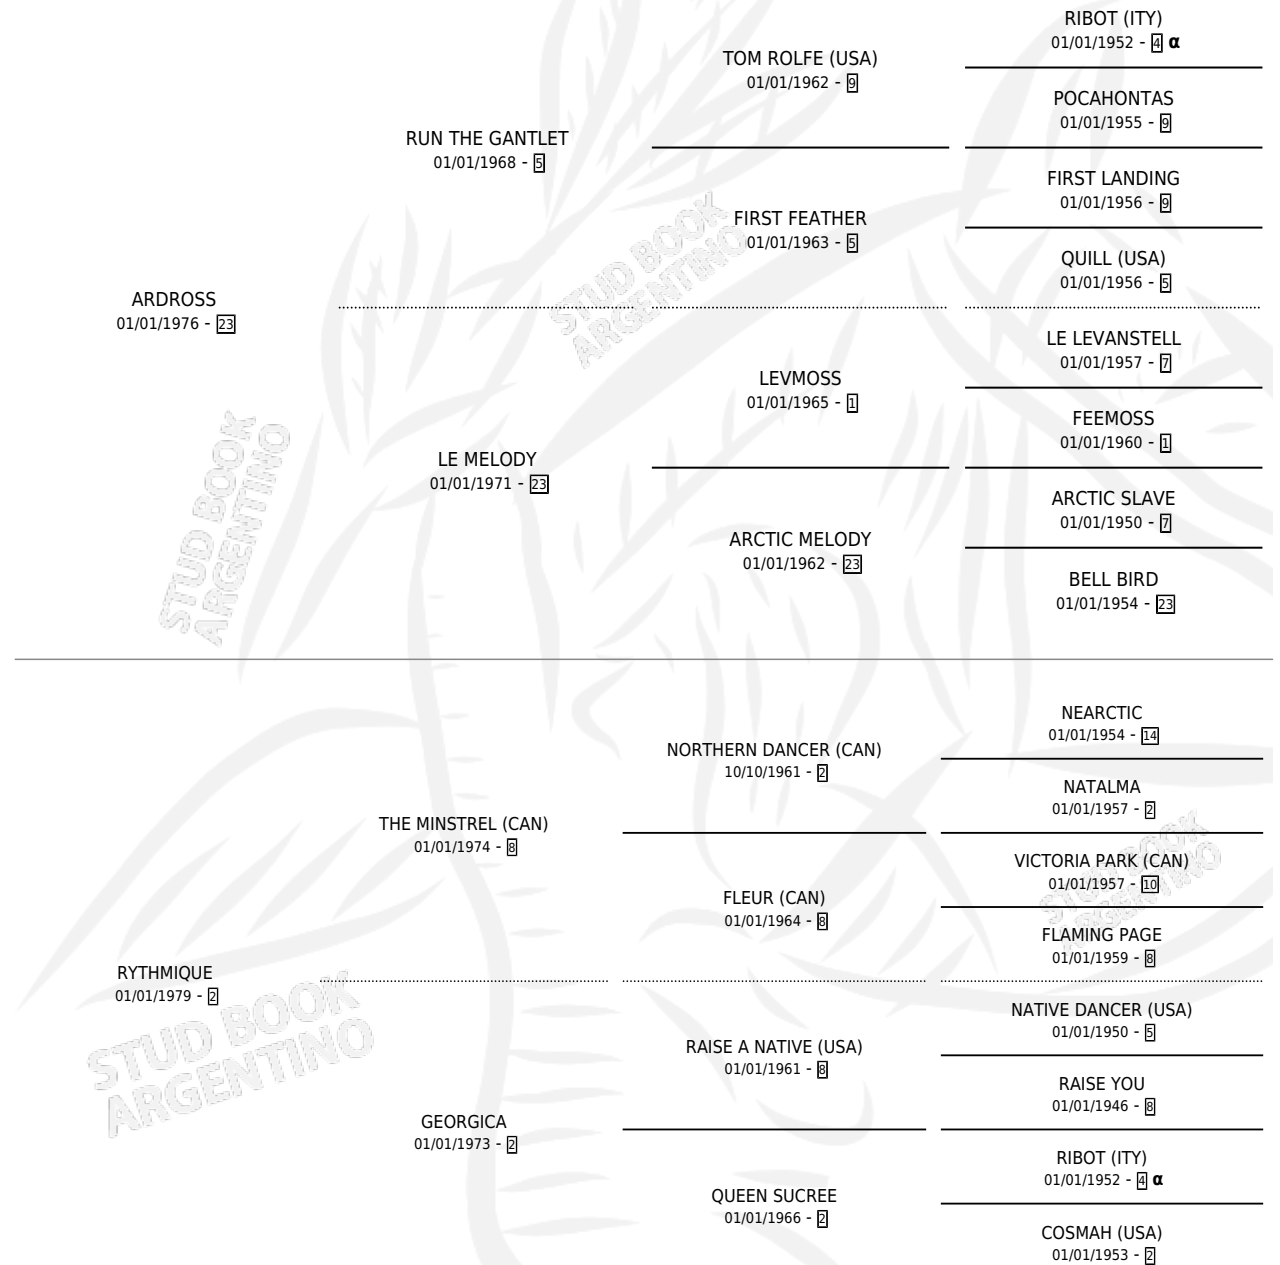 RIBOT (ITY)
01/01/1952 - 4 α
TOM ROLFE (USA)
01/01/1962 - 9
POCAHONTAS
01/01/1955 - 9
RUN THE GANTLET
01/01/1968 - 5
FIRST LANDING
01/01/1956 - 9
FIRST FEATHER
01/01/1963 - 5
QUILL (USA)
01/01/1956 - 5
STUD BOOK
ARGENTINO
ARDROSS
01/01/1976 - 23
LE LEVANSTELL
01/01/1957 - 7
LEVMOSS
01/01/1965 - 1
FEEMOSS
01/01/1960 - 1
LE MELODY
01/01/1971 - 23
ARCTIC SLAVE
01/01/1950 - 7
ARCTIC MELODY
01/01/1962 - 23
BELL BIRD
01/01/1954 - 23
STUD BOOK
ARGENTINO
NEARCTIC
01/01/1954 - 14
NORTHERN DANCER (CAN)
10/10/1961 - 2
NATALMA
01/01/1957 - 2
THE MINSTREL (CAN)
01/01/1974 - 8
VICTORIA PARK (CAN)
01/01/1957 - 10
STUD BOOK
ARGENTINO
FLEUR (CAN)
01/01/1964 - 8
FLAMING PAGE
01/01/1959 - 8
RYTHMIQUE
01/01/1979 - 2
NATIVE DANCER (USA)
01/01/1950 - 5
RAISE A NATIVE (USA)
01/01/1961 - 8
RAISE YOU
01/01/1946 - 8
STUD BOOK
ARGENTINO
GEORGICA
01/01/1973 - 2
RIBOT (ITY)
01/01/1952 - 4 α
QUEEN SUCREE
01/01/1966 - 2
COSMAH (USA)
01/01/1953 - 2